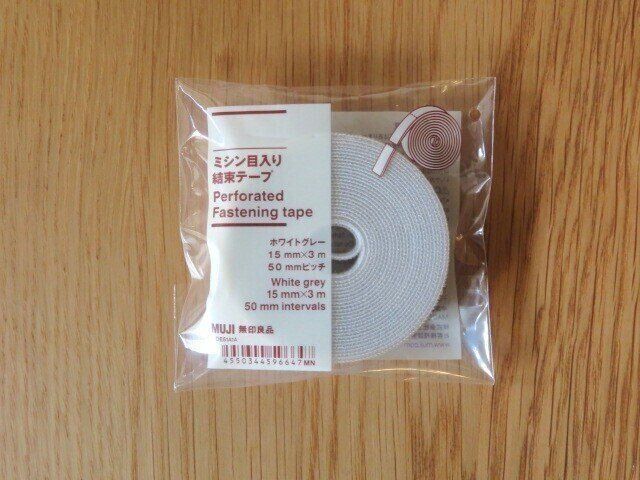 ミシン目入り
結束テープ
Perforated
Fastening tape
ホワイトグレー
15 mm×3 m
50 mmピッチ
White grey
15 mm×3 m
50 mm intervals
MUJI 無印良品
4550344596647MN